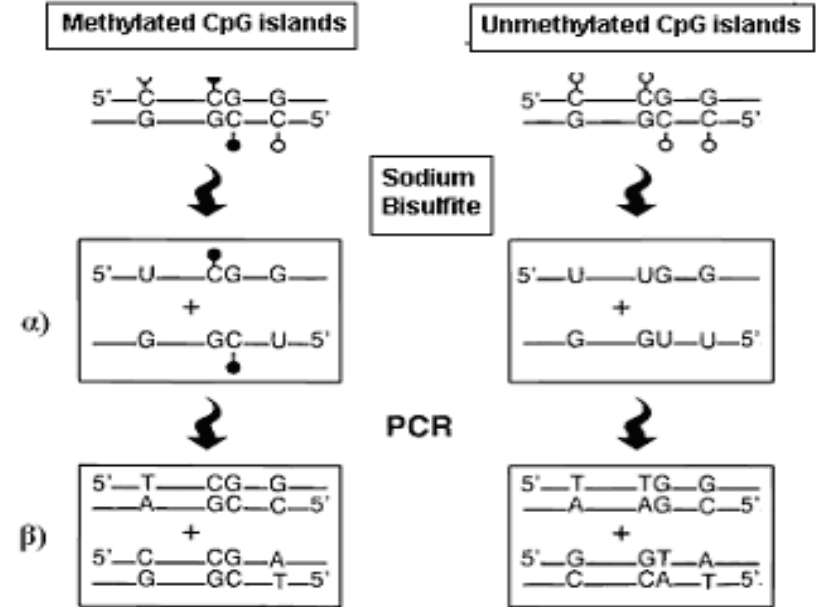 Methylated CpG islands
Unmethylated CpG islands
5'—C—CG—G—
—G—GC—C—5'
5'—C—CG—G—
—G—GC—C—5'
Sodium
Bisulfite
5'—U—CG—G—
+
—G—GC—U—5'
5'—U—UG—G—
+
—G—GU—U—5'
α)
PCR
5'—T—CG—G—
—A—GC—C—5'
+
5'—C—CG—A—
—G—GC—T—5'
5'—T—TG—G—
—A—AG—C—5'
+
5'—G—GT—A—
—C—CA—T—5'
β)